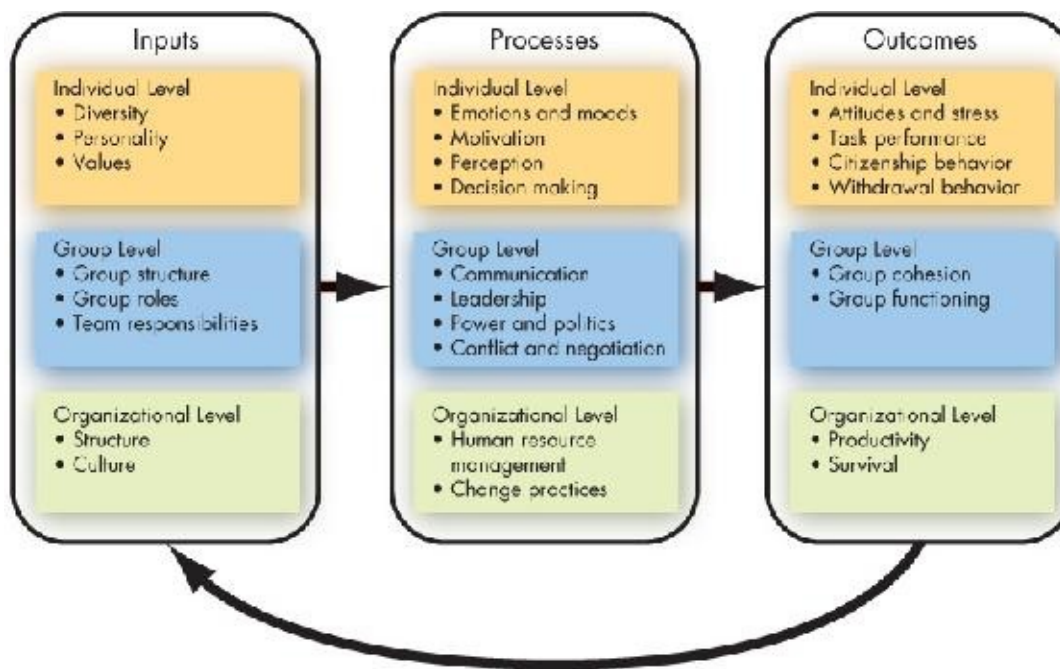 Inputs
Individual Level
• Diversity
• Personality
• Values
Group Level
• Group structure
• Group roles
• Team responsibilities
Organizational Level
• Structure
• Culture
Processes
Individual Level
• Emotions and moods
• Motivation
• Perception
• Decision making
Group Level
• Communication
• Leadership
• Power and politics
• Conflict and negotiation
Organizational Level
• Human resource
management
• Change practices
Outcomes
Individual Level
• Attitudes and stress
• Task performance
• Citizenship behavior
• Withdrawal behavior
Group Level
• Group cohesion
• Group functioning
Organizational Level
• Productivity
• Survival